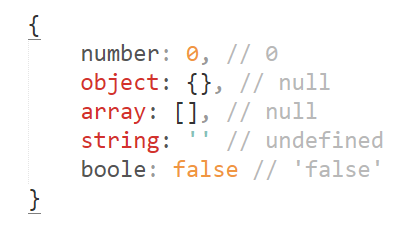 {
number: 0, // 0
object: {}, // null
array: [], // null
string: '' // undefined
boole: false // 'false'
}